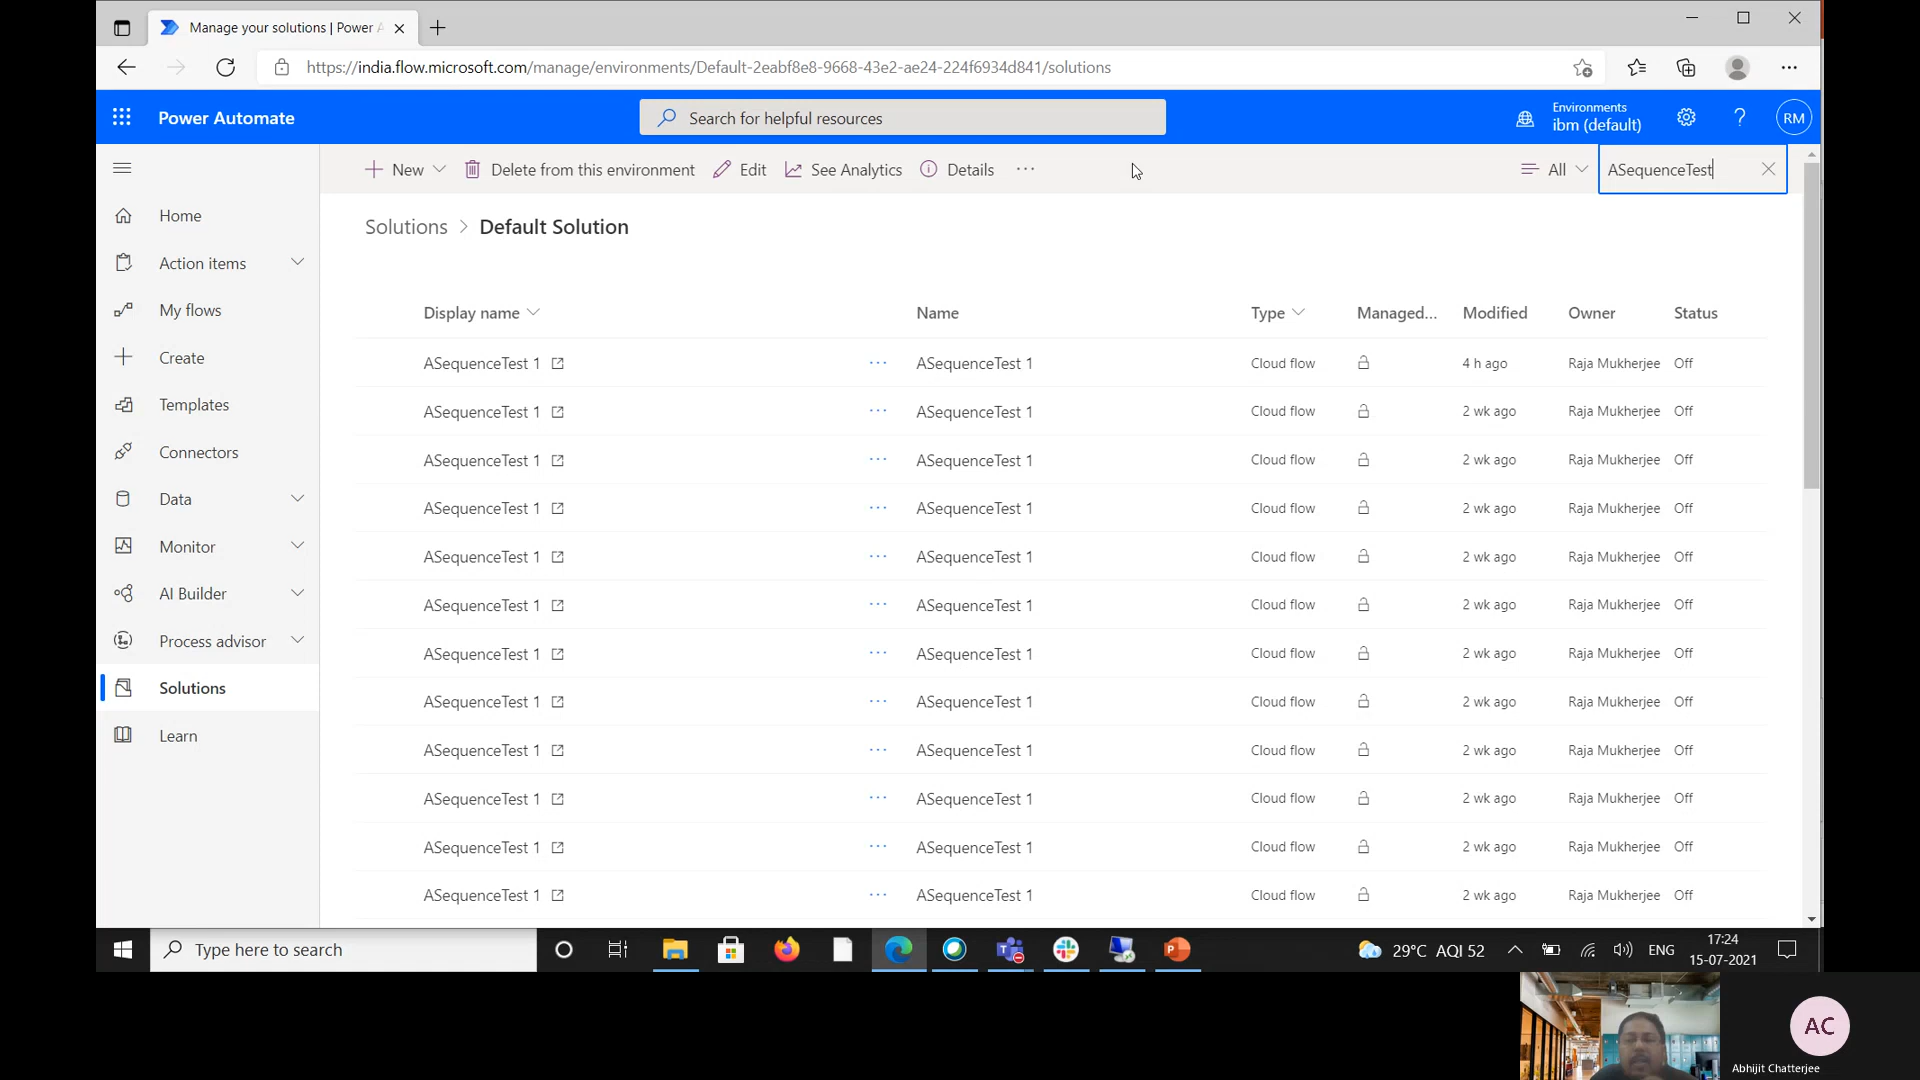 Manage your solutions | Power A
https://india.flow.microsoft.com/manage/environments/Default-2eabf8e8-9668-43e2-ae24-224f6934d841/solutions
Power Automate
Search for helpful resources
Environments
ibm (default)
RM
New
Delete from this environment
Edit
See Analytics
Details
All
ASequenceTest
Home
Action items
My flows
Create
Templates
Connectors
Data
Monitor
AI Builder
Process advisor
Solutions
Learn
Solutions > Default Solution
Display name Name Type Managed... Modified Owner Status
ASequenceTest 1 ... ASequenceTest 1 Cloud flow 4 h ago Raja Mukherjee Off
ASequenceTest 1 ... ASequenceTest 1 Cloud flow 2 wk ago Raja Mukherjee Off
ASequenceTest 1 ... ASequenceTest 1 Cloud flow 2 wk ago Raja Mukherjee Off
ASequenceTest 1 ... ASequenceTest 1 Cloud flow 2 wk ago Raja Mukherjee Off
ASequenceTest 1 ... ASequenceTest 1 Cloud flow 2 wk ago Raja Mukherjee Off
ASequenceTest 1 ... ASequenceTest 1 Cloud flow 2 wk ago Raja Mukherjee Off
ASequenceTest 1 ... ASequenceTest 1 Cloud flow 2 wk ago Raja Mukherjee Off
ASequenceTest 1 ... ASequenceTest 1 Cloud flow 2 wk ago Raja Mukherjee Off
ASequenceTest 1 ... ASequenceTest 1 Cloud flow 2 wk ago Raja Mukherjee Off
ASequenceTest 1 ... ASequenceTest 1 Cloud flow 2 wk ago Raja Mukherjee Off
ASequenceTest 1 ... ASequenceTest 1 Cloud flow 2 wk ago Raja Mukherjee Off
ASequenceTest 1 ... ASequenceTest 1 Cloud flow 2 wk ago Raja Mukherjee Off
Type here to search
29°C AQI 52
ENG
17:24
15-07-2021
AC
Abhijit Chatterjee